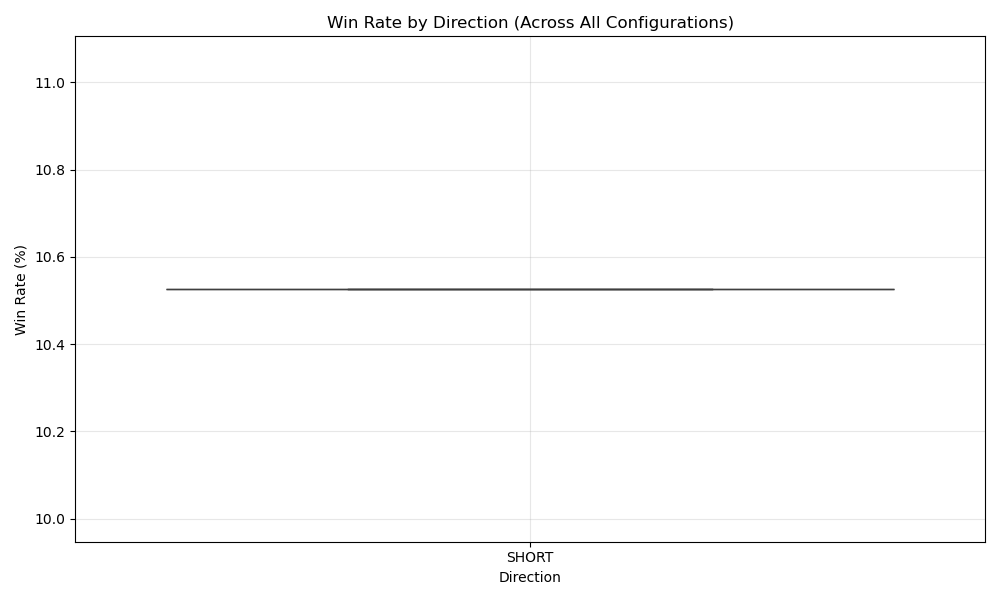 Win Rate by Direction (Across All Configurations)
11.0
10.8
10.6
10.4
10.2
10.0
Win Rate (%)
SHORT
Direction